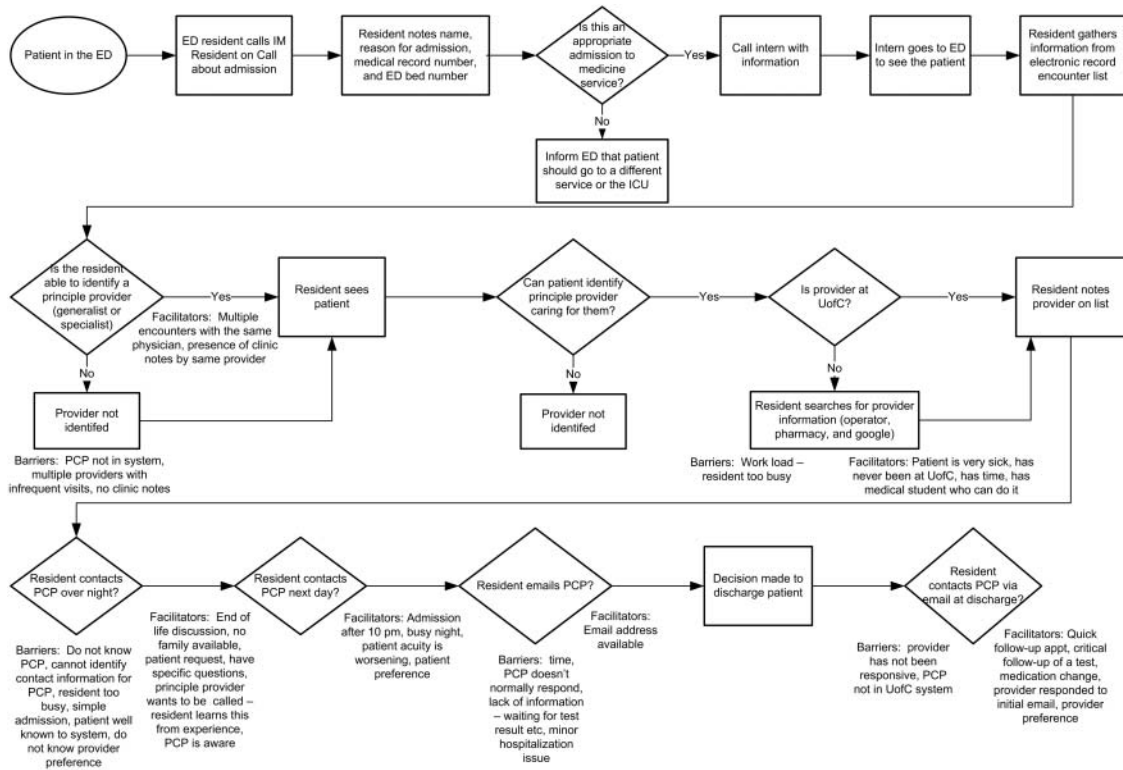 Patient in the ED
ED resident calls IM
Resident on Call
about admission
Resident notes name,
reason for admission,
medical record number,
and ED bed number
Is this an
appropriate
admission to
medicine
service?
Yes
Call intern with
information
Intern goes to ED
to see the patient
Resident gathers
information from
electronic record
encounter list
No
Inform ED that patient
should go to a different
service or the ICU
Is the resident
able to identify a
principle provider
(generalist or
specialist)
Yes
Facilitators: Multiple
encounters with the same
physician, presence of clinic
notes by same provider
Resident sees
patient
Can patient identify
principle provider
caring for them?
Yes
Is provider at
UofC?
Yes
Resident notes
provider on list
No
Provider not
identifed
Barriers: PCP not in system,
multiple providers with
infrequent visits, no clinic notes
No
Provider not
identifed
No
Resident searches for provider
information (operator,
pharmacy, and google)
Barriers: Work load –
resident too busy
Facilitators: Patient is very sick, has
never been at UofC, has time, has
medical student who can do it
Resident contacts
PCP over night?
Barriers: Do not know
PCP, cannot identify
contact information for
PCP, resident too
busy, simple
admission, patient well
known to system, do
not know provider
preference
Facilitators: End of
life discussion, no
family available,
patient request, have
specific questions,
principle provider
wants to be called –
resident learns this
from experience,
PCP is aware
Resident contacts
PCP next day?
Facilitators: Admission
after 10 pm, busy night,
patient acuity is
worsening, patient
preference
Resident emails PCP?
Barriers: time,
PCP doesn't
normally respond,
lack of information
– waiting for test
result etc, minor
hospitalization
issue
Facilitators:
Email address
available
Decision made to
discharge patient
Resident
contacts PCP via
email at discharge?
Barriers: provider
has not been
responsive, PCP
not in UofC system
Facilitators: Quick
follow-up appt, critical
follow-up of a test,
medication change,
provider responded to
initial email, provider
preference